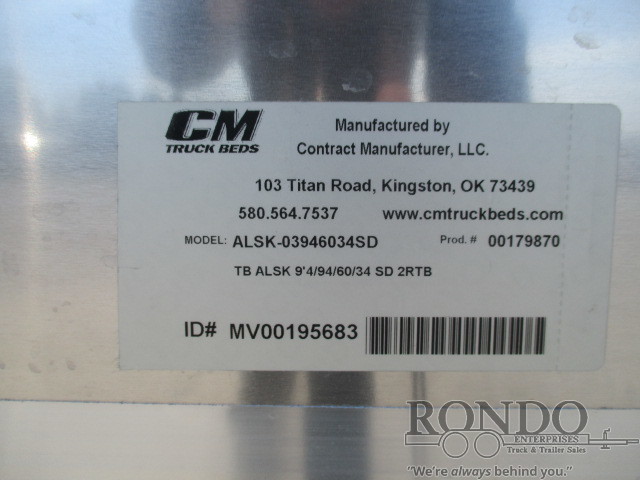 CM
TRUCK BEDS
Manufactured by
Contract Manufacturer, LLC.
103 Titan Road, Kingston, OK 73439
580.564.7537 www.cmtruckbeds.com
MODEL: ALSK-03946034SD Prod. # 00179870
TB ALSK 9'4/94/60/34 SD 2RTB
ID# MV00195683
RONDO
ENTERPRISES
Truck & Trailer Sales
"We're always behind you."